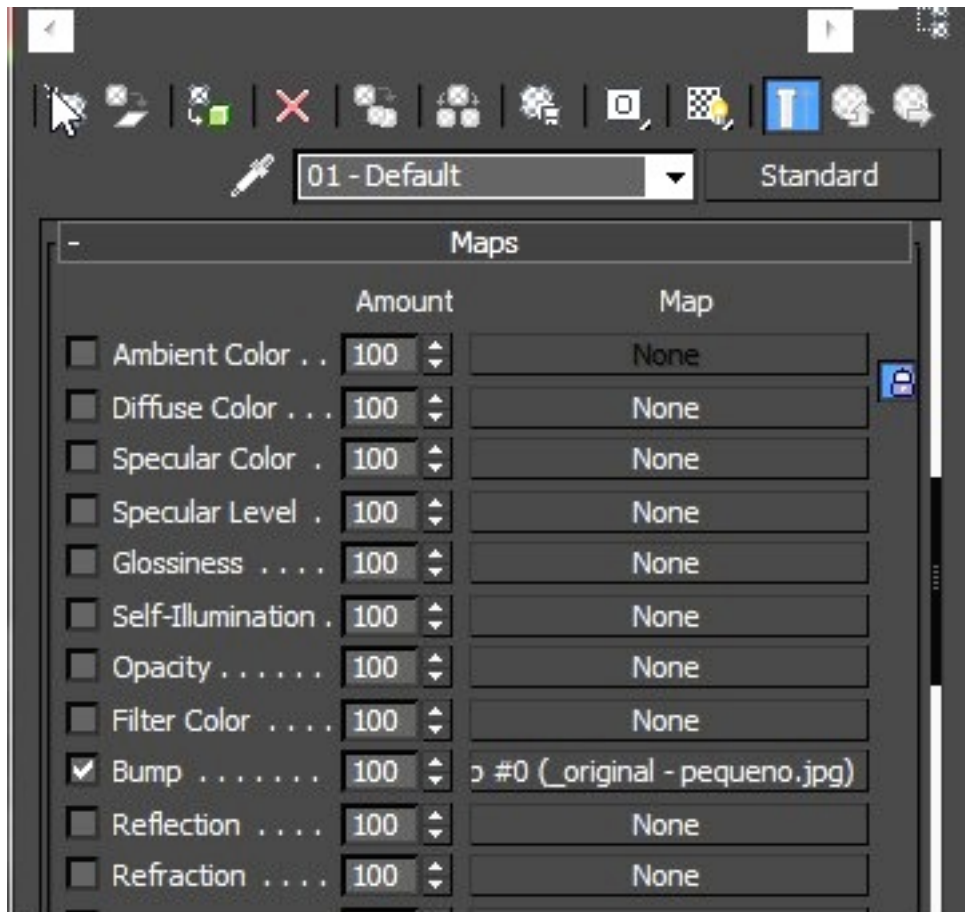 01 - Default Standard
- Maps
Amount Map
Ambient Color . . 100 None
Diffuse Color . . . 100 None
Specular Color . 100 None
Specular Level . 100 None
Glossiness . . . . 100 None
Self-Illumination . 100 None
Opacity . . . . . . 100 None
Filter Color . . . . 100 None
Bump . . . . . . . 100 #0 (_original - pequeno.jpg)
Reflection . . . . 100 None
Refraction . . . . 100 None